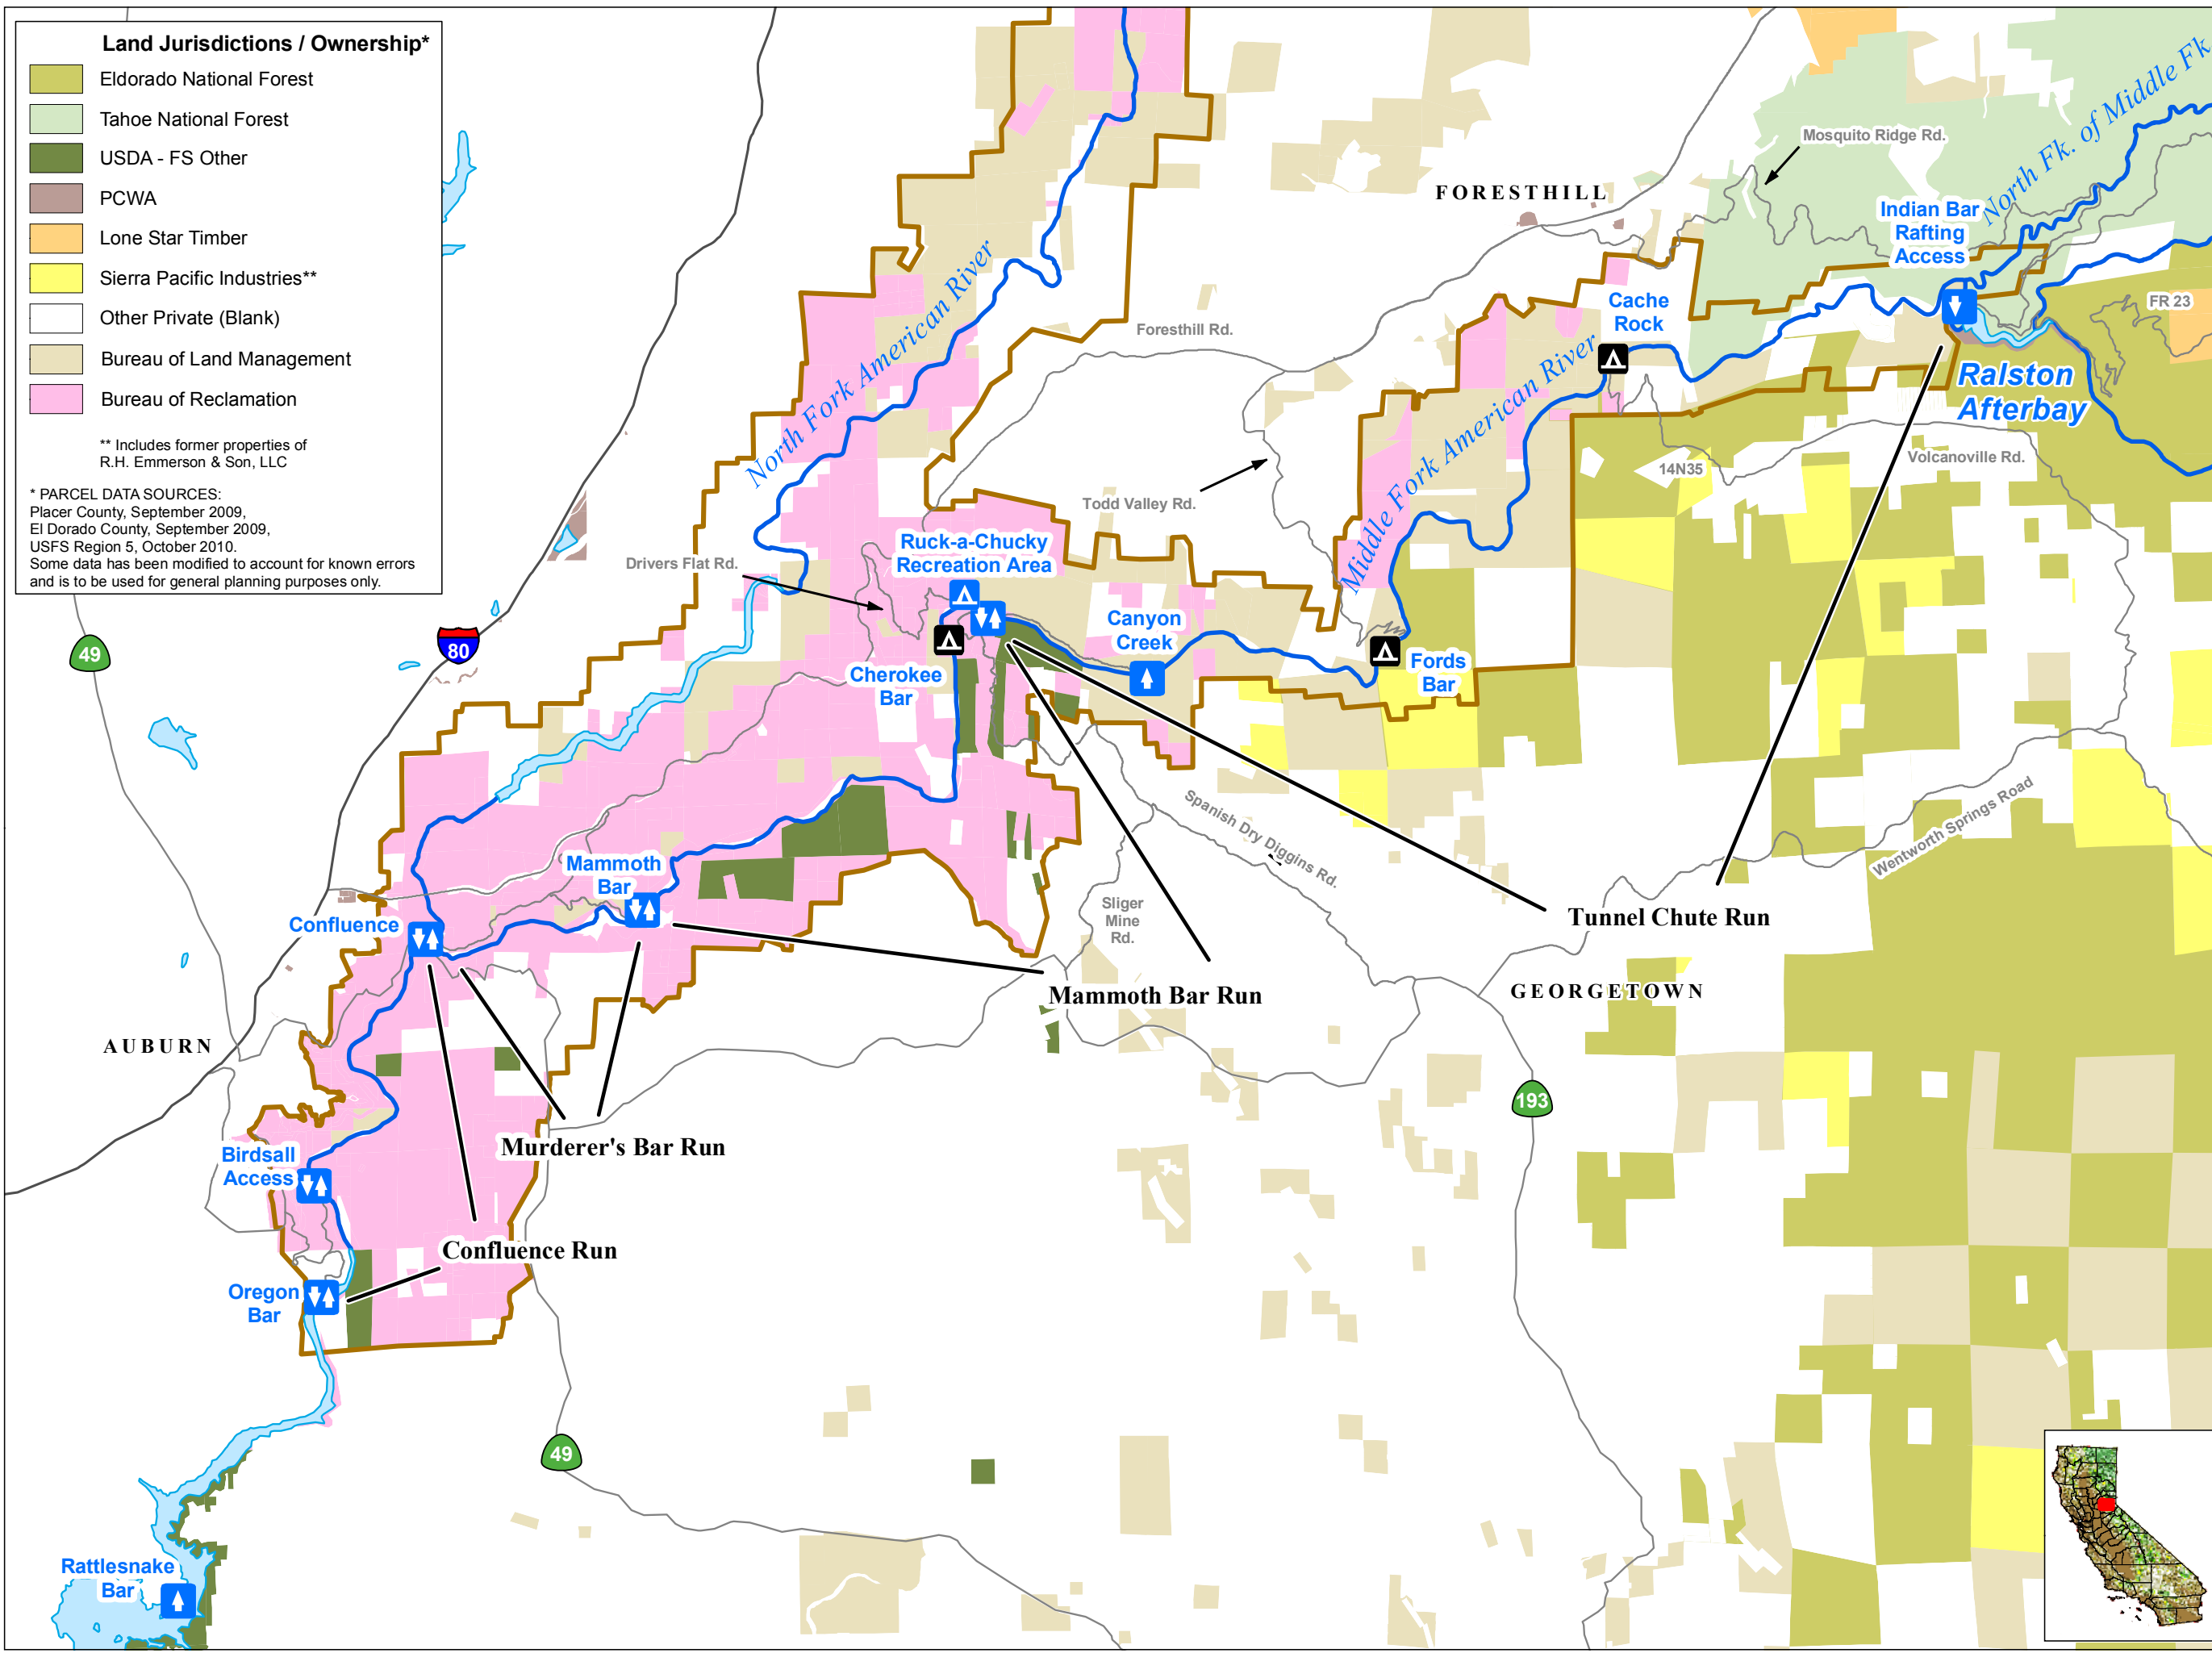 Land Jurisdictions / Ownership*
Eldorado National Forest
Tahoe National Forest
USDA - FS Other
PCWA
Lone Star Timber
Sierra Pacific Industries**
Other Private (Blank)
Bureau of Land Management
Bureau of Reclamation
** Includes former properties of
R.H. Emmerson & Son, LLC
* PARCEL DATA SOURCES:
Placer County, September 2009,
El Dorado County, September 2009,
USFS Region 5, October 2010.
Some data has been modified to account for known errors
and is to be used for general planning purposes only.
North Fk. of Middle Fk
Mosquito Ridge Rd.
FORESTHILL
Indian Bar
Rafting
Access
North Fork American River
Cache
Rock
FR 23
Foresthill Rd.
Middle Fork American River
Ralston
Afterbay
14N35
Volcanoville Rd.
Todd Valley Rd.
Ruck-a-Chucky
Recreation Area
Drivers Flat Rd.
Canyon
Creek
49
80
Cherokee
Bar
Fords
Bar
Spanish Dry Diggins Rd.
Wentworth Springs Road
Mammoth
Bar
Confluence
Sliger
Mine
Rd.
Tunnel Chute Run
Mammoth Bar Run
GEORGETOWN
AUBURN
193
Murderer's Bar Run
Birdsall
Access
Confluence Run
Oregon
Bar
49
Rattlesnake
Bar